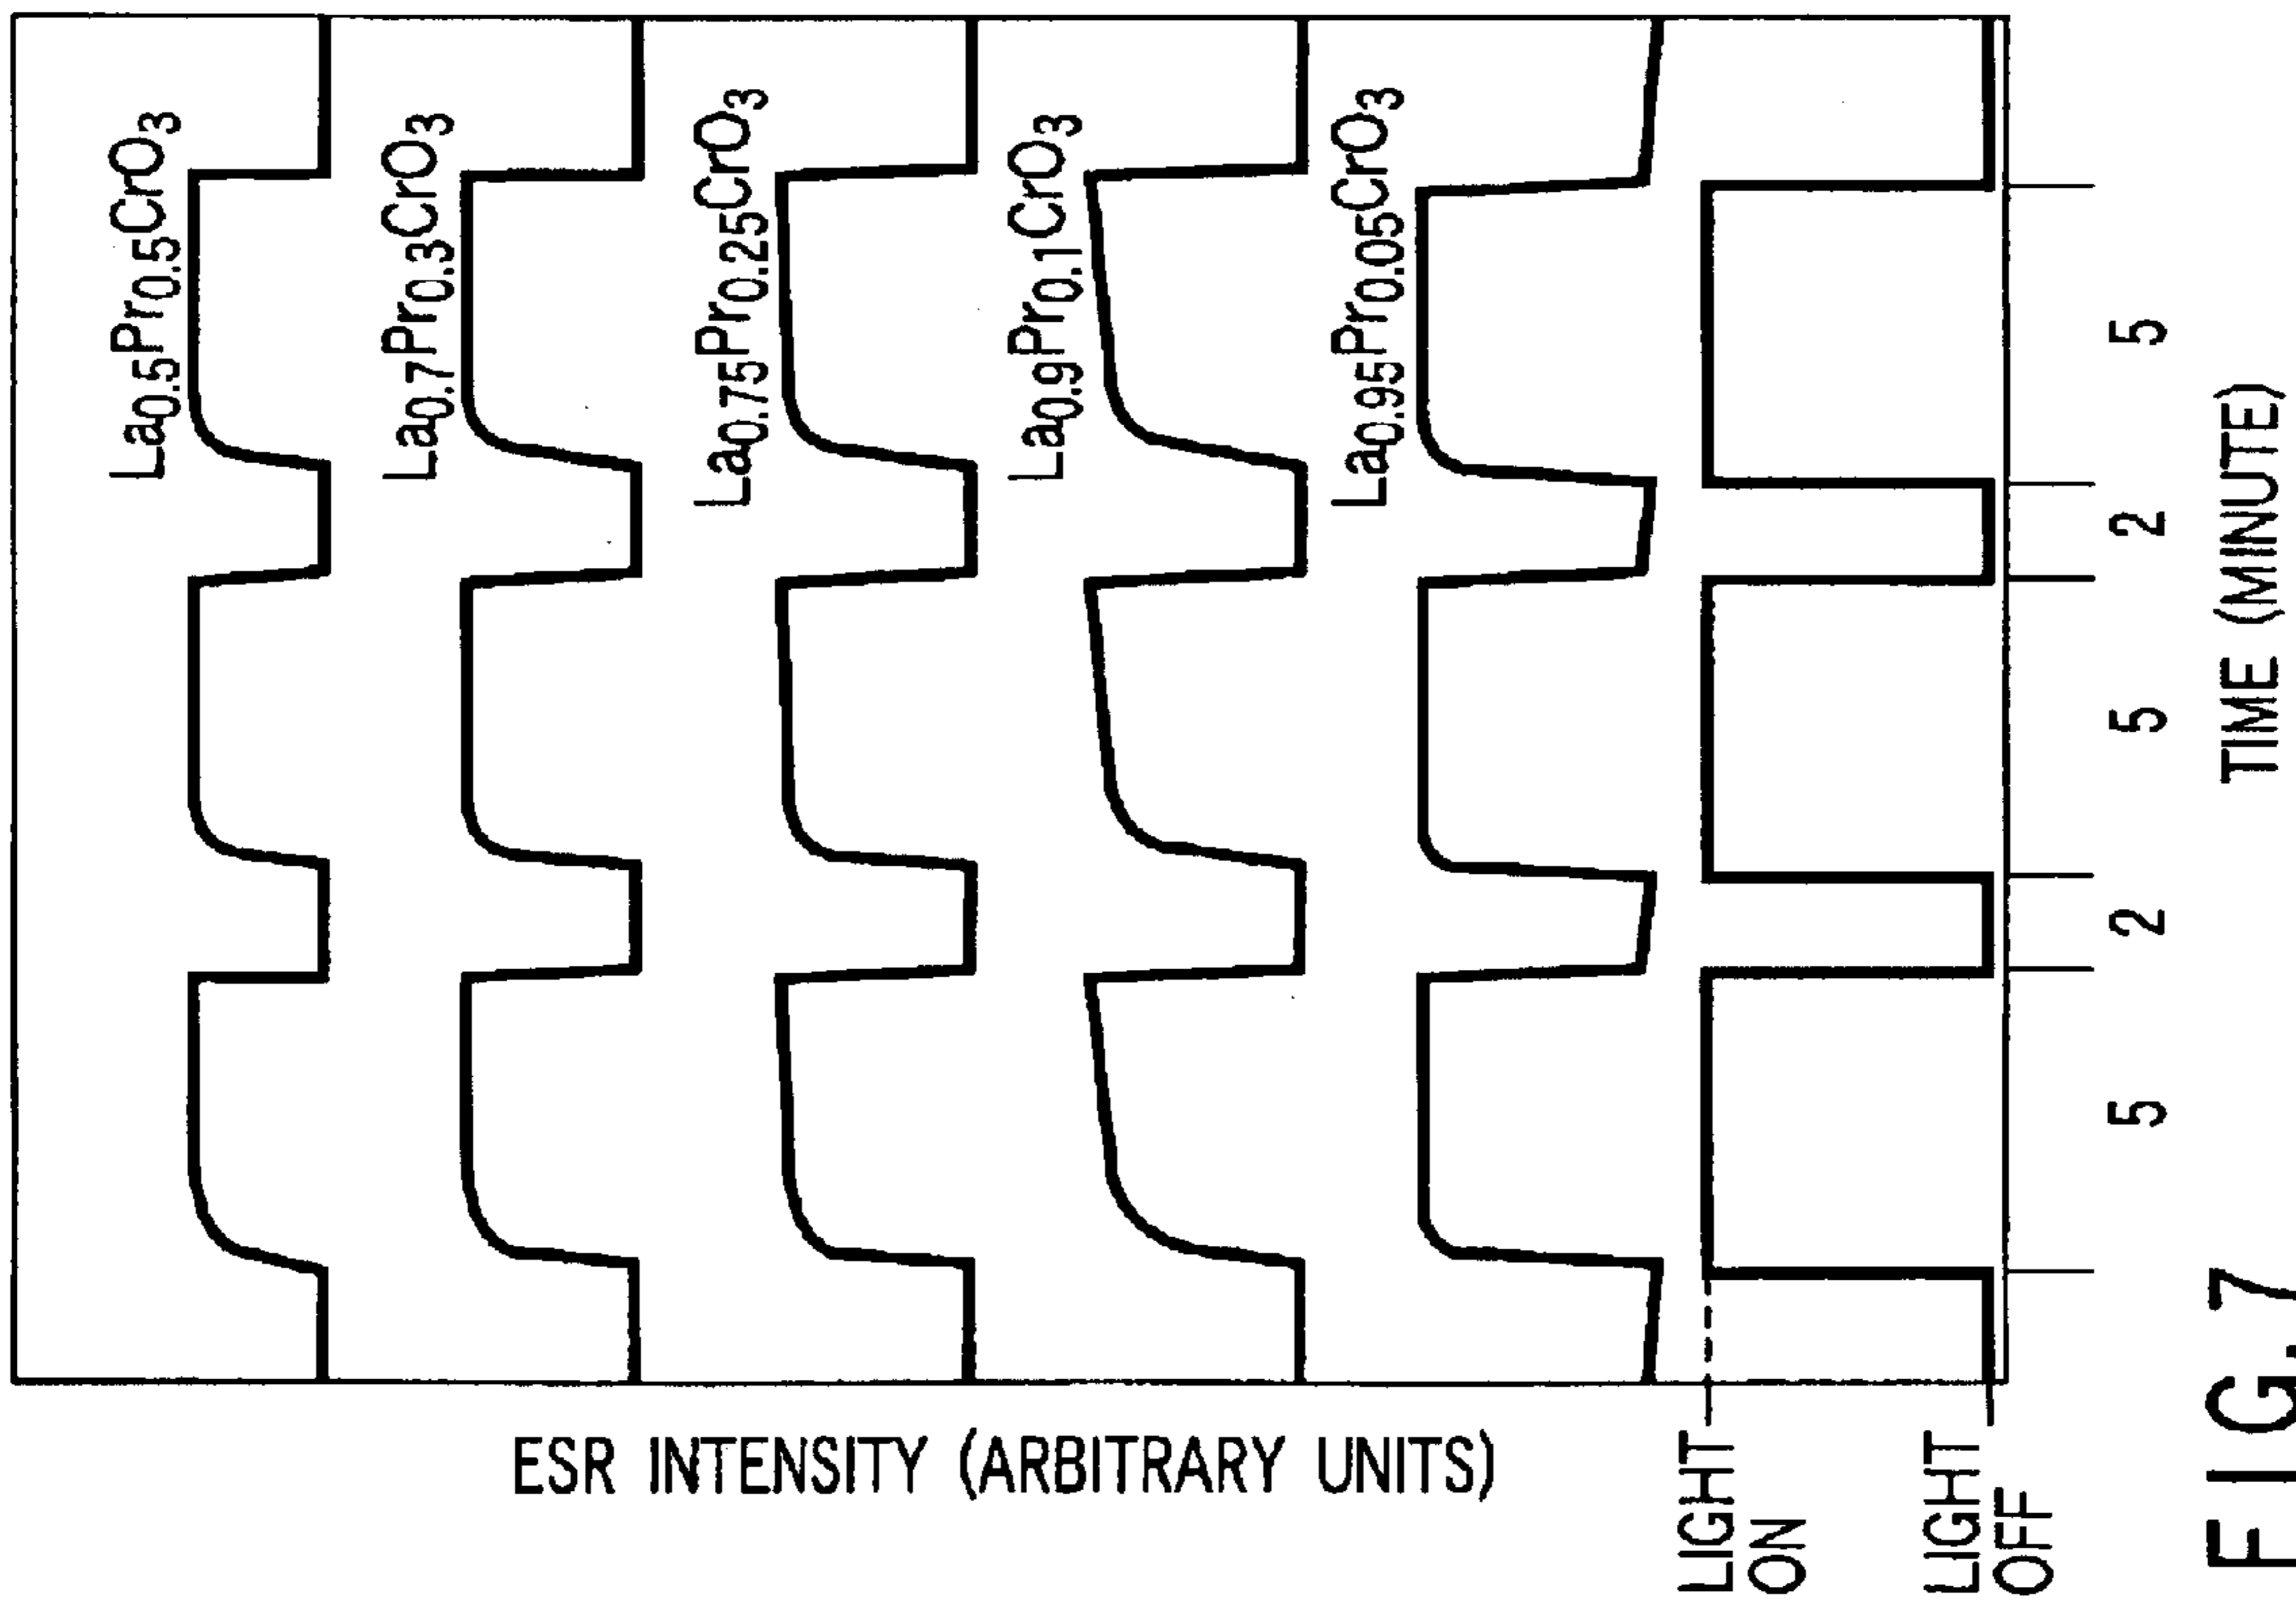 La₀.₅Pr₀.₅CrO₃
La₀.₇Pr₀.₃CrO₃
La₀.₇₅Pr₀.₂₅CrO₃
La₀.₉Pr₀.₁CrO₃
La₀.₉₅Pr₀.₀₅CrO₃
ESR INTENSITY (ARBITRARY UNITS)
LIGHT
ON
LIGHT
OFF
5 2 5 2 5
TIME (MINUTE)
FIG. 7